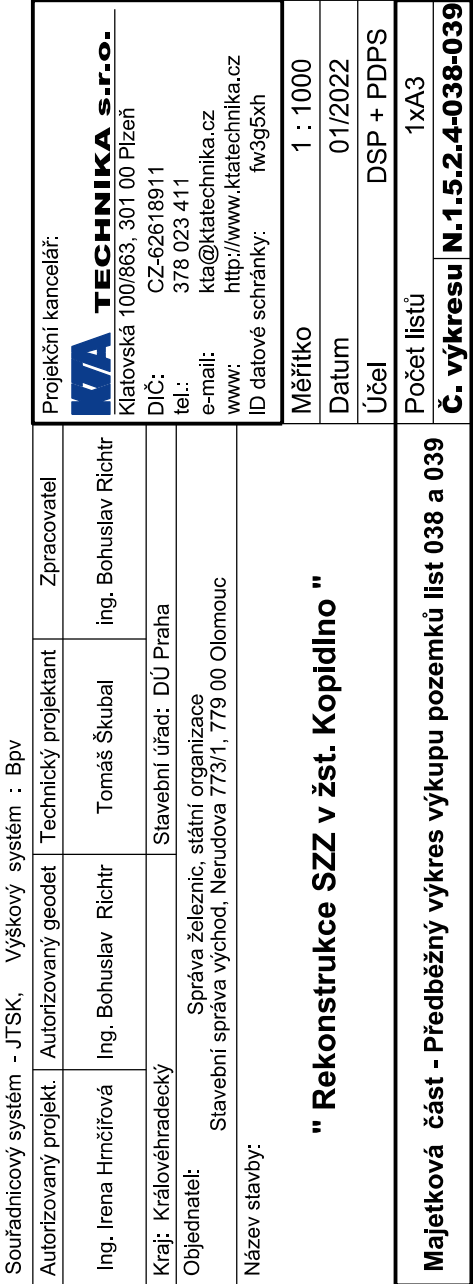 Souřadnicový systém - JTSK, Výškový systém : Bpv
Autorizovaný projekt. Autorizovaný geodet Technický projektant Zpracovatel
Ing. Irena Hrnčířová Ing. Bohuslav Richtr Tomáš Škubal ing. Bohuslav Richtr
Kraj: Královéhradecký Stavební úřad: DÚ Praha
Objednatel: Správa železnic, státní organizace
Stavební správa východ, Nerudova 773/1, 779 00 Olomouc
Název stavby:
" Rekonstrukce SZZ v žst. Kopidlno "
Projekční kancelář:
K+A TECHNIKA s.r.o.
Klatovská 100/863, 301 00 Plzeň
DIČ: CZ-62618911
tel.: 378 023 411
e-mail: kta@ktatechnika.cz
www: http://www.ktatechnika.cz
ID datové schránky: fw3g5xh
Měřítko 1 : 1000
Datum 01/2022
Účel DSP + PDPS
Majetková část - Předběžný výkres výkupu pozemků list 038 a 039
Počet listů 1xA3
Č. výkresu N.1.5.2.4-038-039